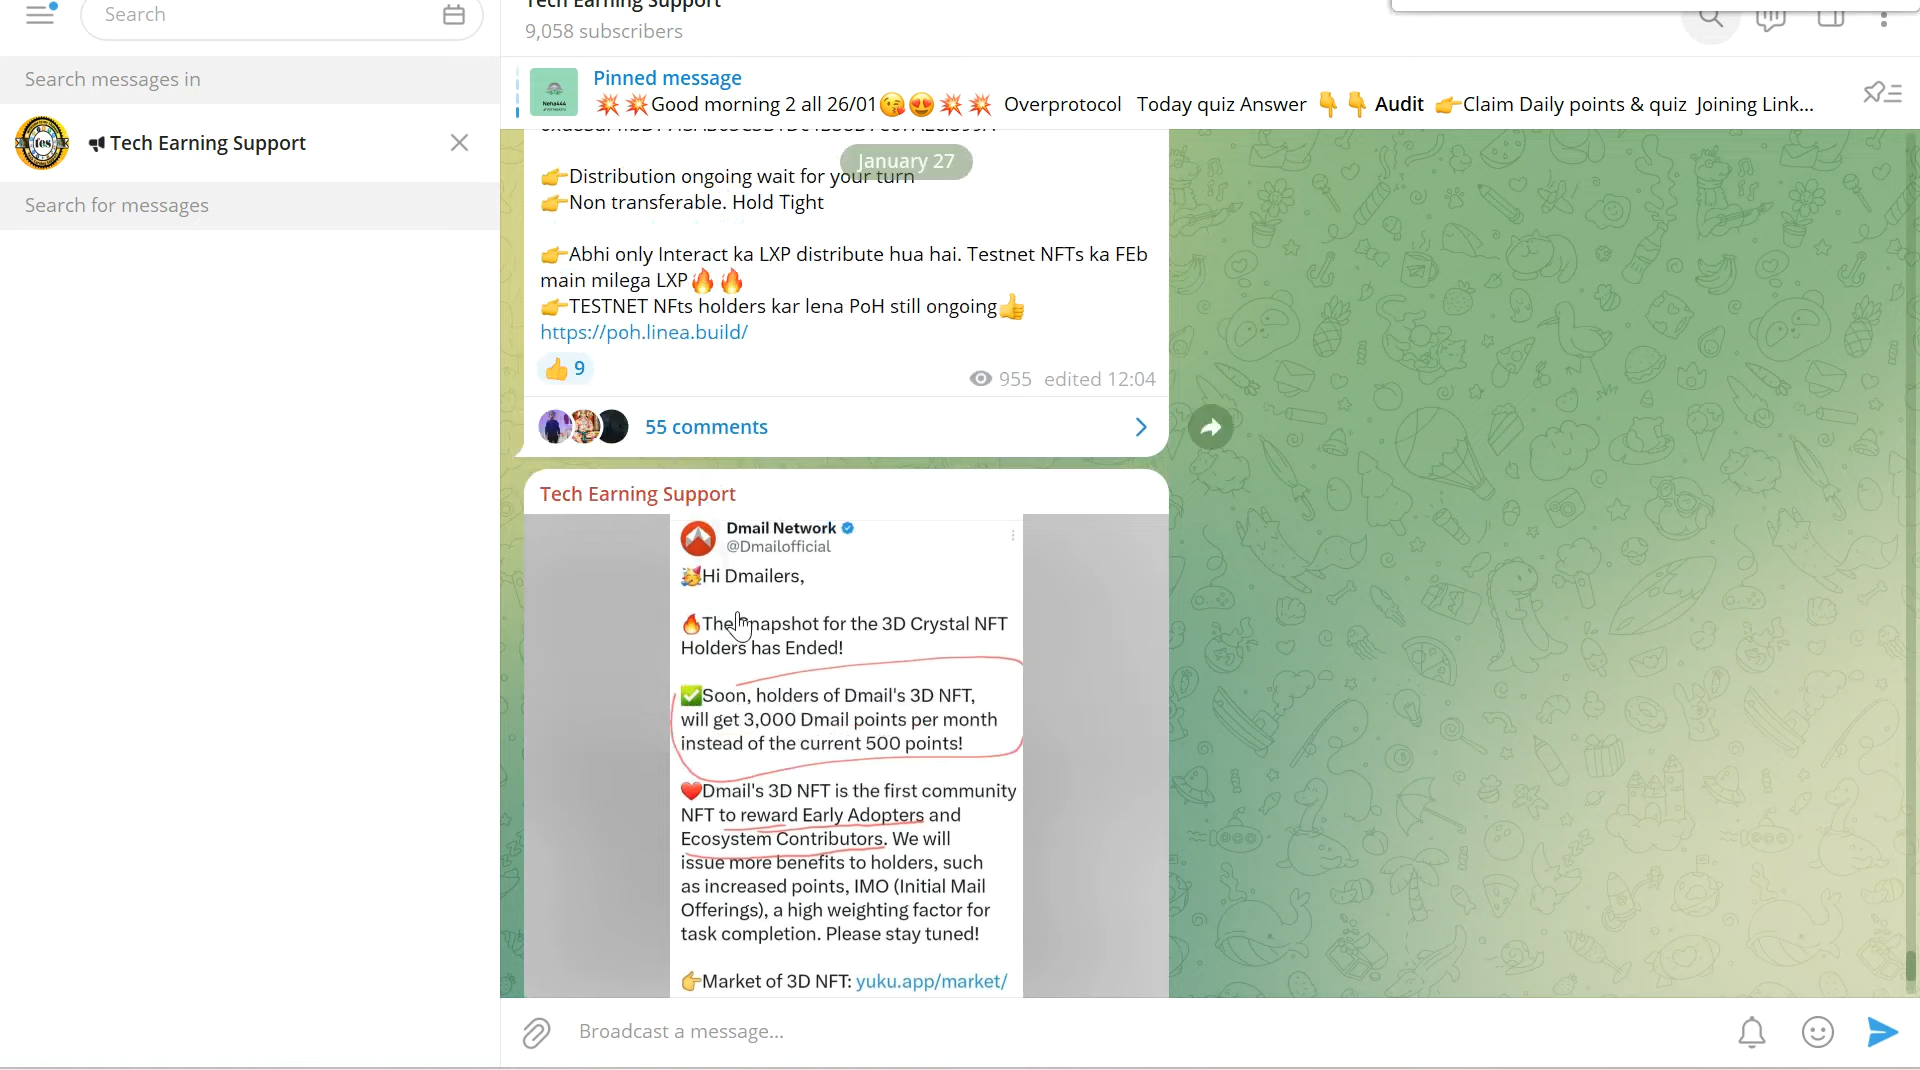 Search
Tech Earning Support
9,058 subscribers
Pinned message
💥 💥Good morning 2 all 26/01😘😍💥💥 Overprotocol Today quiz Answer 👇👇 Audit 👉Claim Daily points & quiz Joining Link...
Search messages in
Tech Earning Support
Search for messages
January 27
👉Distribution ongoing wait for your turn
👉Non transferable. Hold Tight
👉Abhi only Interact ka LXP distribute hua hai. Testnet NFTs ka FEb
main milega LXP🔥🔥
👉TESTNET NFts holders kar lena PoH still ongoing👍
https://poh.linea.build/
👍 9
955 edited 12:04
55 comments
Tech Earning Support
Dmail Network
@Dmailofficial
🥳Hi Dmailers,
🔥The snapshot for the 3D Crystal NFT
Holders has Ended!
✅Soon, holders of Dmail's 3D NFT,
will get 3,000 Dmail points per month
instead of the current 500 points!
❤️Dmail's 3D NFT is the first community
NFT to reward Early Adopters and
Ecosystem Contributors. We will
issue more benefits to holders, such
as increased points, IMO (Initial Mail
Offerings), a high weighting factor for
task completion. Please stay tuned!
👉Market of 3D NFT: yuku.app/market/
Broadcast a message...